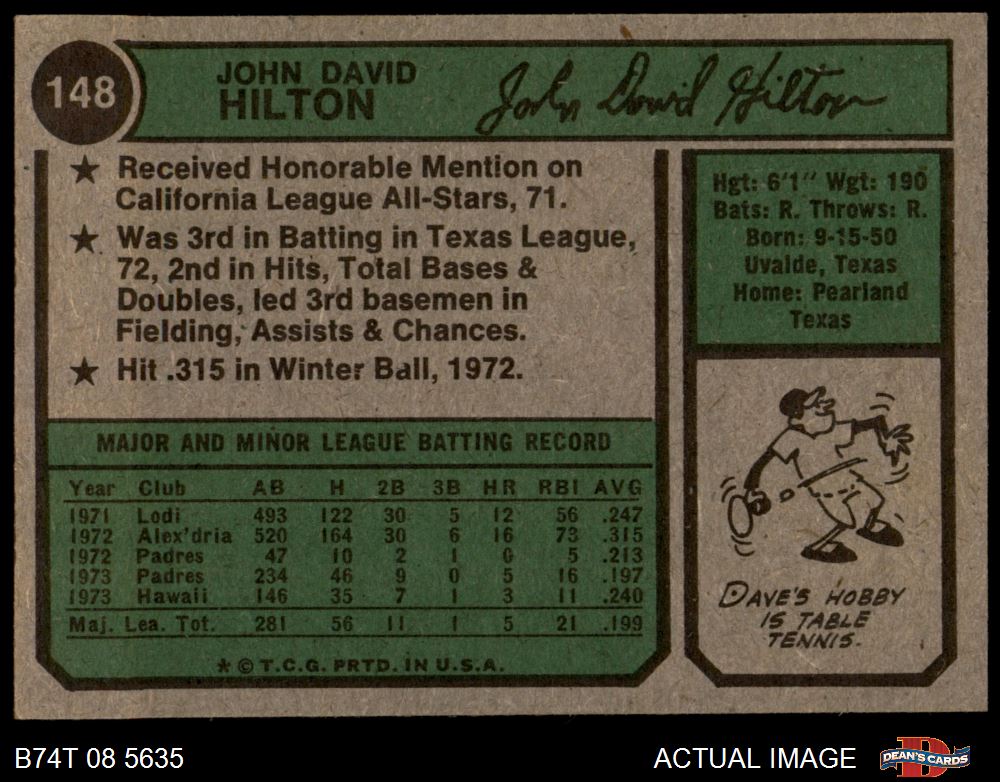 148
JOHN DAVID
HILTON
John David Hilton
★ Received Honorable Mention on
California League All-Stars, 71.
★ Was 3rd in Batting in Texas League,
72, 2nd in Hits, Total Bases &
Doubles, led 3rd basemen in
Fielding, Assists & Chances.
★ Hit .315 in Winter Ball, 1972.
Hgt: 6'1" Wgt: 190
Bats: R. Throws: R.
Born: 9-15-50
Uvalde, Texas
Home: Pearland
Texas
MAJOR AND MINOR LEAGUE BATTING RECORD
Year Club AB H 2B 3B HR RBI AVG
1971 Lodi 493 122 30 5 12 56 .247
1972 Alex'dria 520 164 30 6 16 73 .315
1972 Padres 47 10 2 1 0 5 .213
1973 Padres 234 46 9 0 5 16 .197
1973 Hawaii 146 35 7 1 3 11 .240
Maj. Lea. Tot. 281 56 11 1 5 21 .199
* © T.C.G. PRTD. IN U.S.A.
DAVE'S HOBBY
IS TABLE
TENNIS.
B74T 08 5635
ACTUAL IMAGE
DEAN'S CARDS